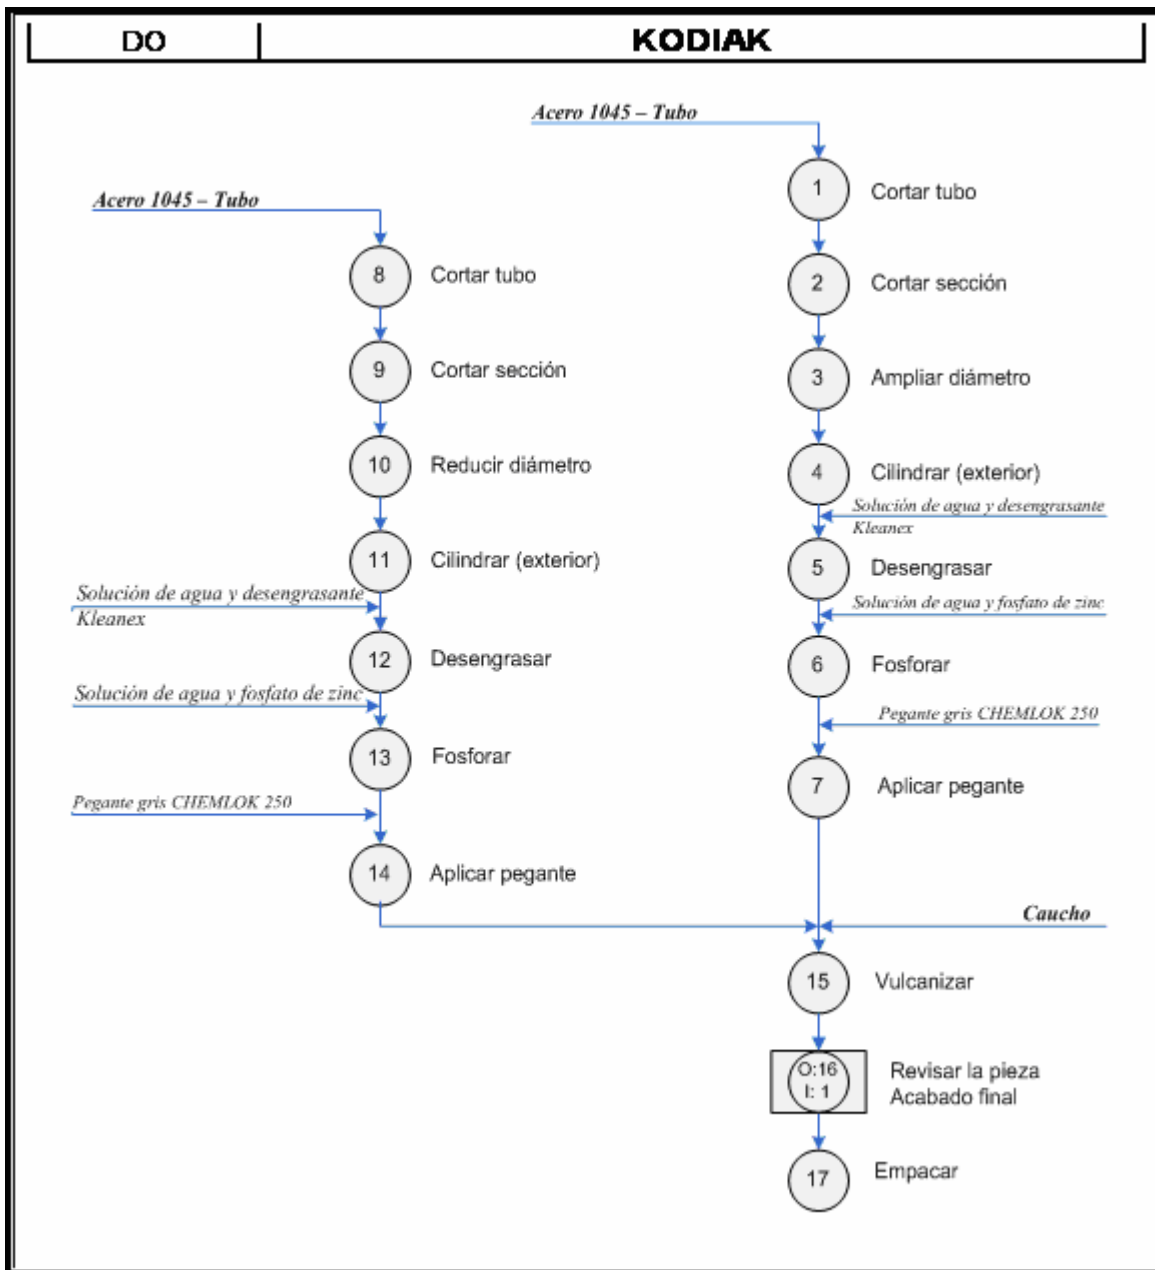 DO
KODIAK
Acero 1045 – Tubo
1
Cortar tubo
2
Cortar sección
3
Ampliar diámetro
4
Cilindrar (exterior)
Solución de agua y desengrasante
Kleanex
5
Desengrasar
Solución de agua y fosfato de zinc
6
Fosforar
Pegante gris CHEMLOK 250
7
Aplicar pegante
Acero 1045 – Tubo
8
Cortar tubo
9
Cortar sección
10
Reducir diámetro
11
Cilindrar (exterior)
Solución de agua y desengrasante
Kleanex
12
Desengrasar
Solución de agua y fosfato de zinc
13
Fosforar
Pegante gris CHEMLOK 250
14
Aplicar pegante
Caucho
15
Vulcanizar
O:16
I: 1
Revisar la pieza
Acabado final
17
Empacar